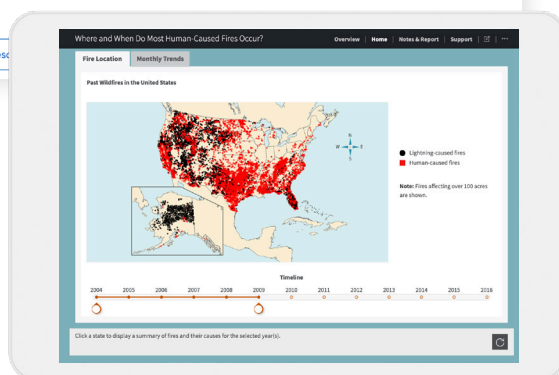 Where and When Do Most Human-Caused Fires Occur?
Overview | Home | Notes & Report | Support | | •••
Fire Location
Monthly Trends
Past Wildfires in the United States
N
W E
S
Lightning-caused fires
Human-caused fires
Note: Fires affecting over 100 acres
are shown.
Timeline
2004 2005 2006 2007 2008 2009 2010 2011 2012 2013 2014 2015 2016
Click a state to display a summary of fires and their causes for the selected year(s).